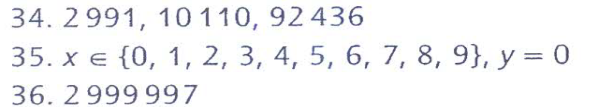 34. 2 991, 10 110, 92 436
35. x ∈ {0, 1, 2, 3, 4, 5, 6, 7, 8, 9}, y = 0
36. 2 999 997